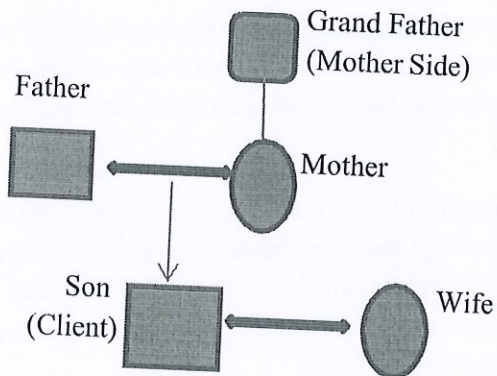 Grand Father
(Mother Side)
Father
Mother
Son
(Client)
Wife